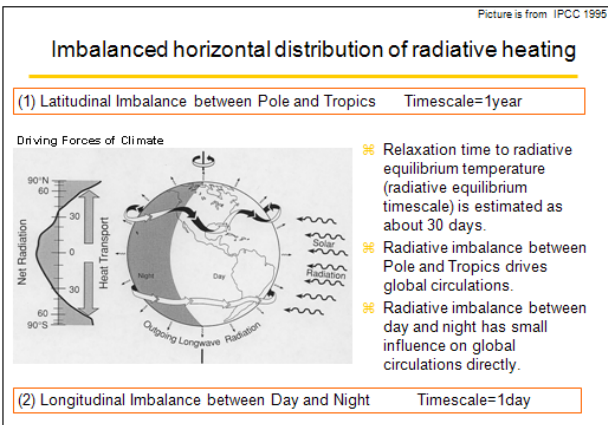 Picture is from IPCC 1995
Imbalanced horizontal distribution of radiative heating
(1) Latitudinal Imbalance between Pole and Tropics Timescale=1year
Driving Forces of Climate
90°N
60
30
0
30
60
90°S
Net Radiation
Heat Transport
Night
Day
Solar
Radiation
Outgoing Longwave Radiation
Relaxation time to radiative
equilibrium temperature
(radiative equilibrium
timescale) is estimated as
about 30 days.
Radiative imbalance between
Pole and Tropics drives
global circulations.
Radiative imbalance between
day and night has small
influence on global
circulations directly.
(2) Longitudinal Imbalance between Day and Night Timescale=1day